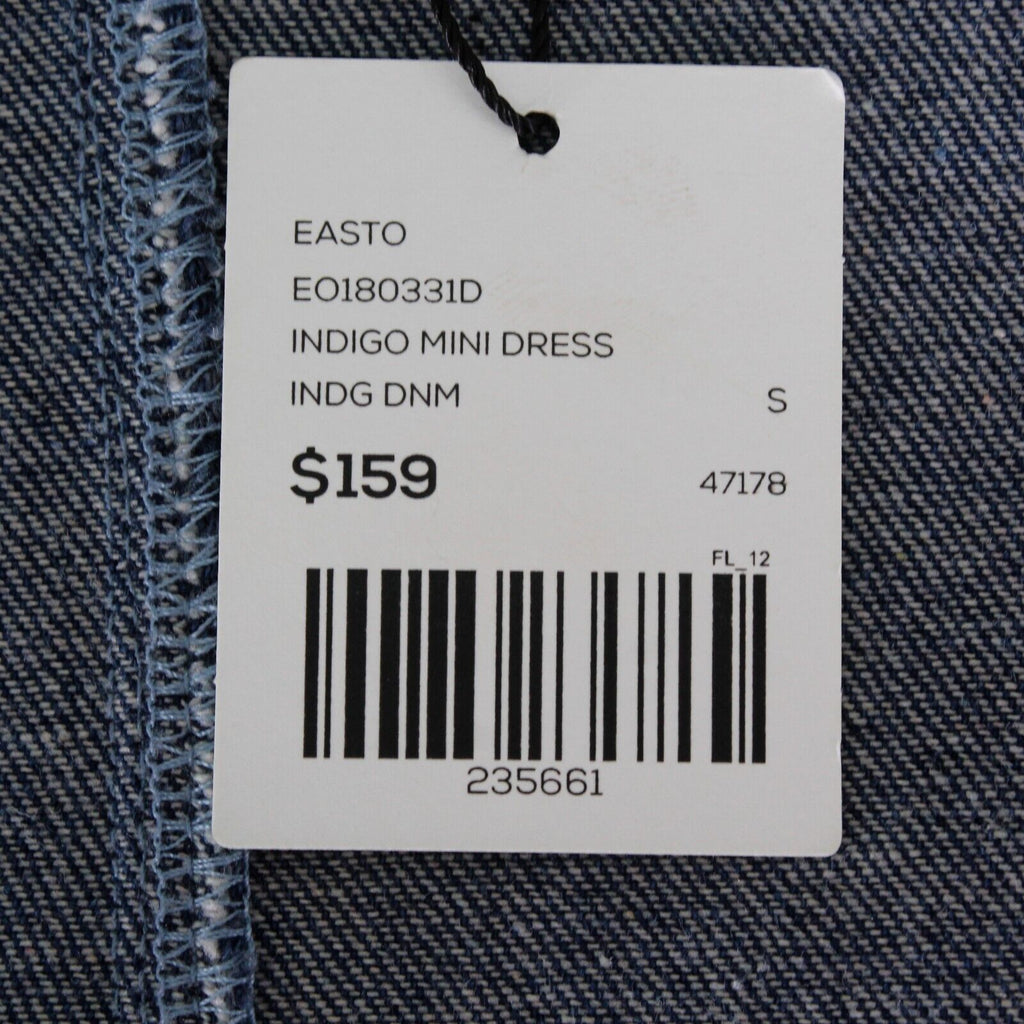 EASTO
EO180331D
INDIGO MINI DRESS
INDG DNM S
$159 47178
FL_12
235661